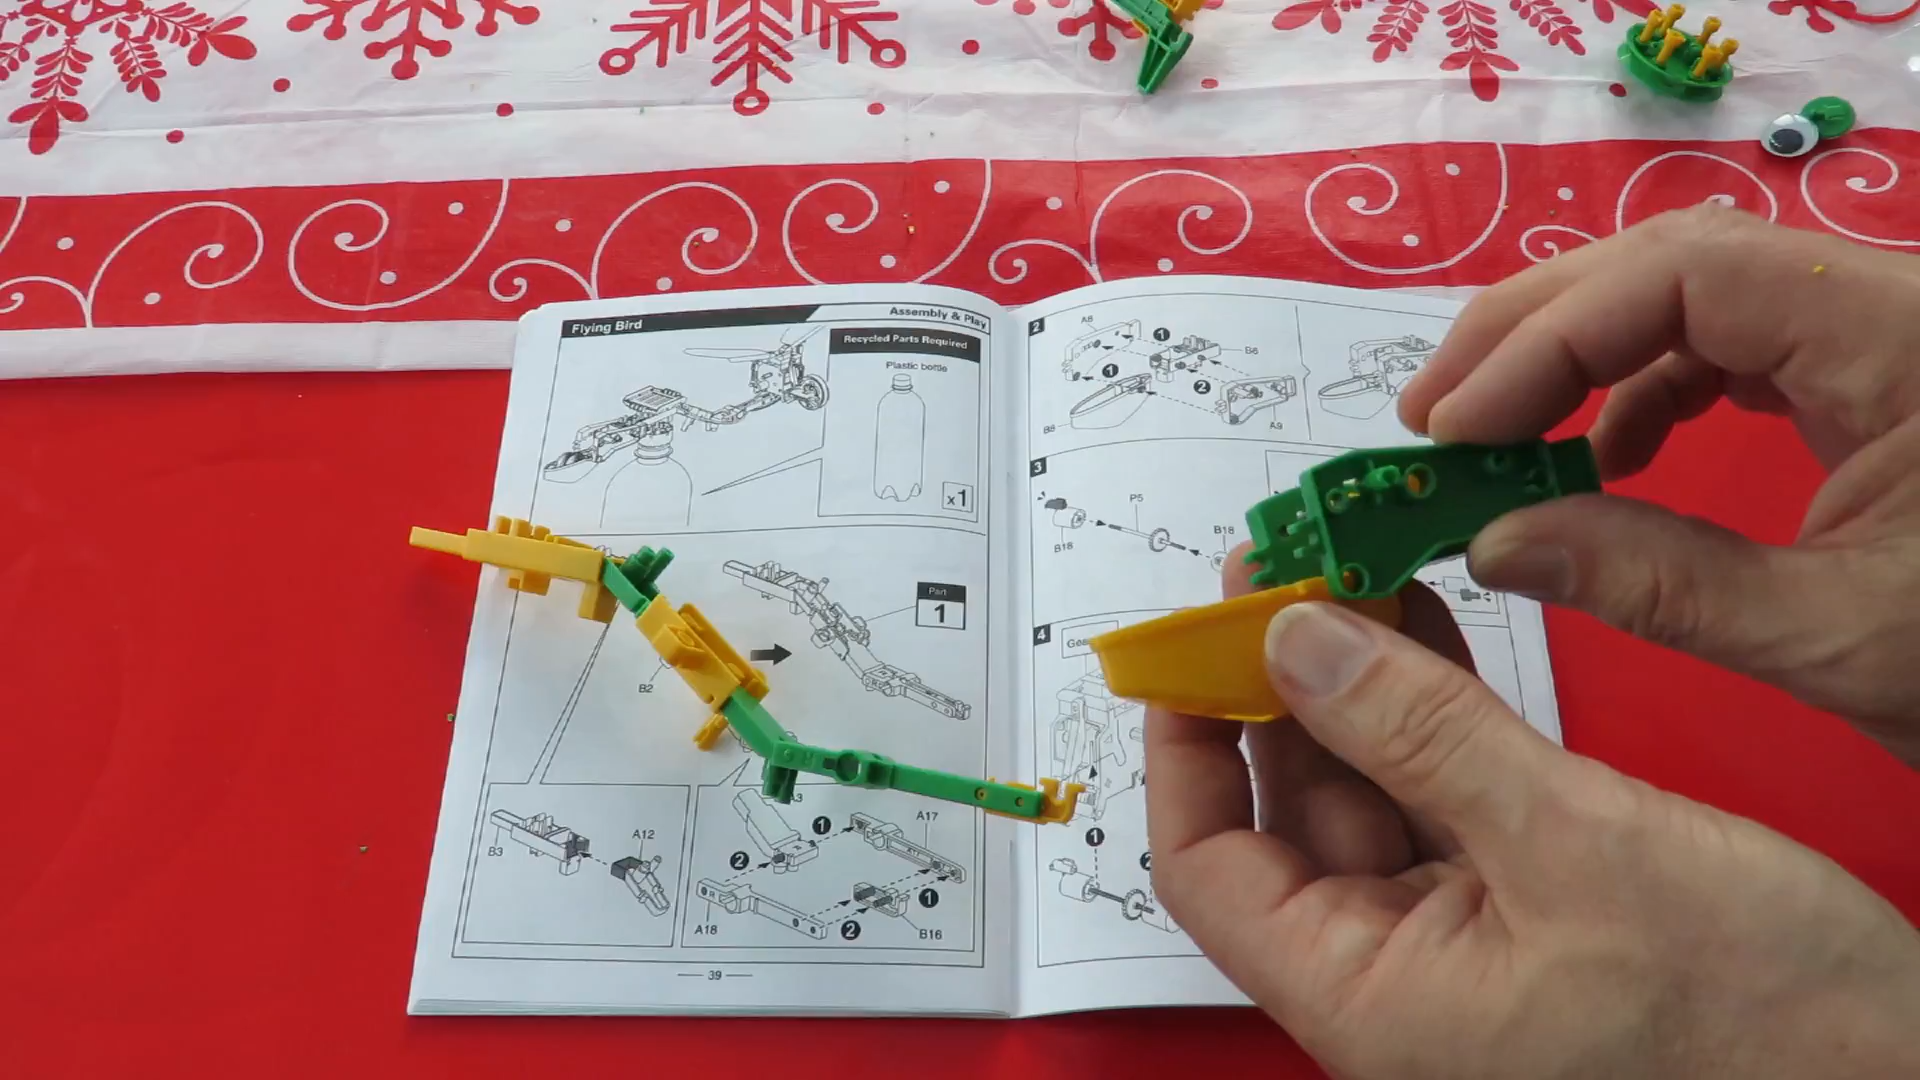 Flying Bird
Assembly & Play
Recycled Parts Required
Plastic bottle
x1
Part
1
B2
B3
A12
1
A17
2
1
A18
2
B16
39
2
A8
1
B6
1
2
B8
A9
3
P5
B18
B18
4
1
2